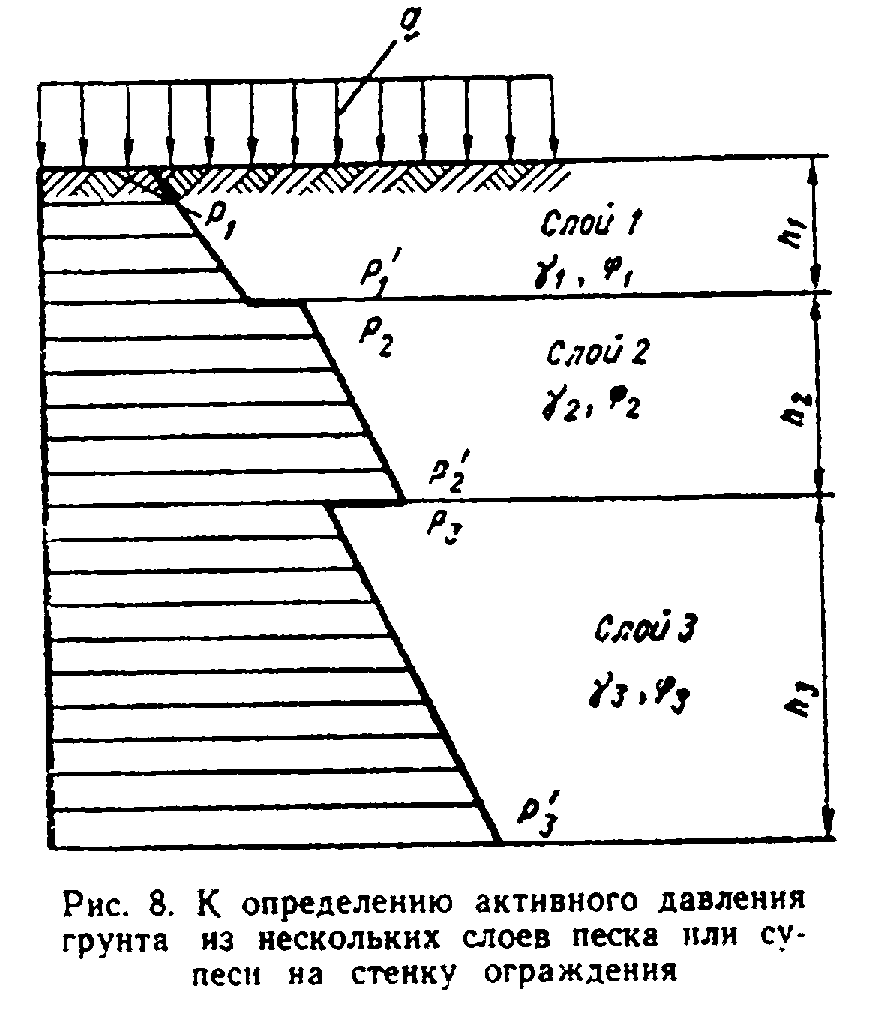 q
P₁
Слой 1
γ₁, φ₁
h₁
P₁′
P₂
Слой 2
γ₂, φ₂
h₂
P₂′
P₃
Слой 3
γ₃, φ₃
h₃
P₃′
Рис. 8. К определению активного давления
грунта из нескольких слоев песка или су-
песи на стенку ограждения